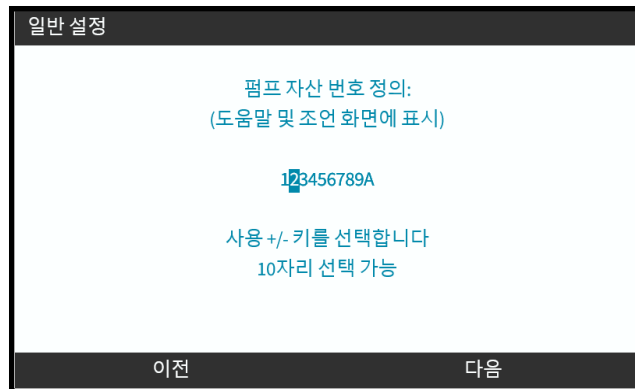 일반 설정
펌프 자산 번호 정의:
(도움말 및 조언 화면에 표시)
123456789A
사용 +/- 키를 선택합니다
10자리 선택 가능
이전 다음